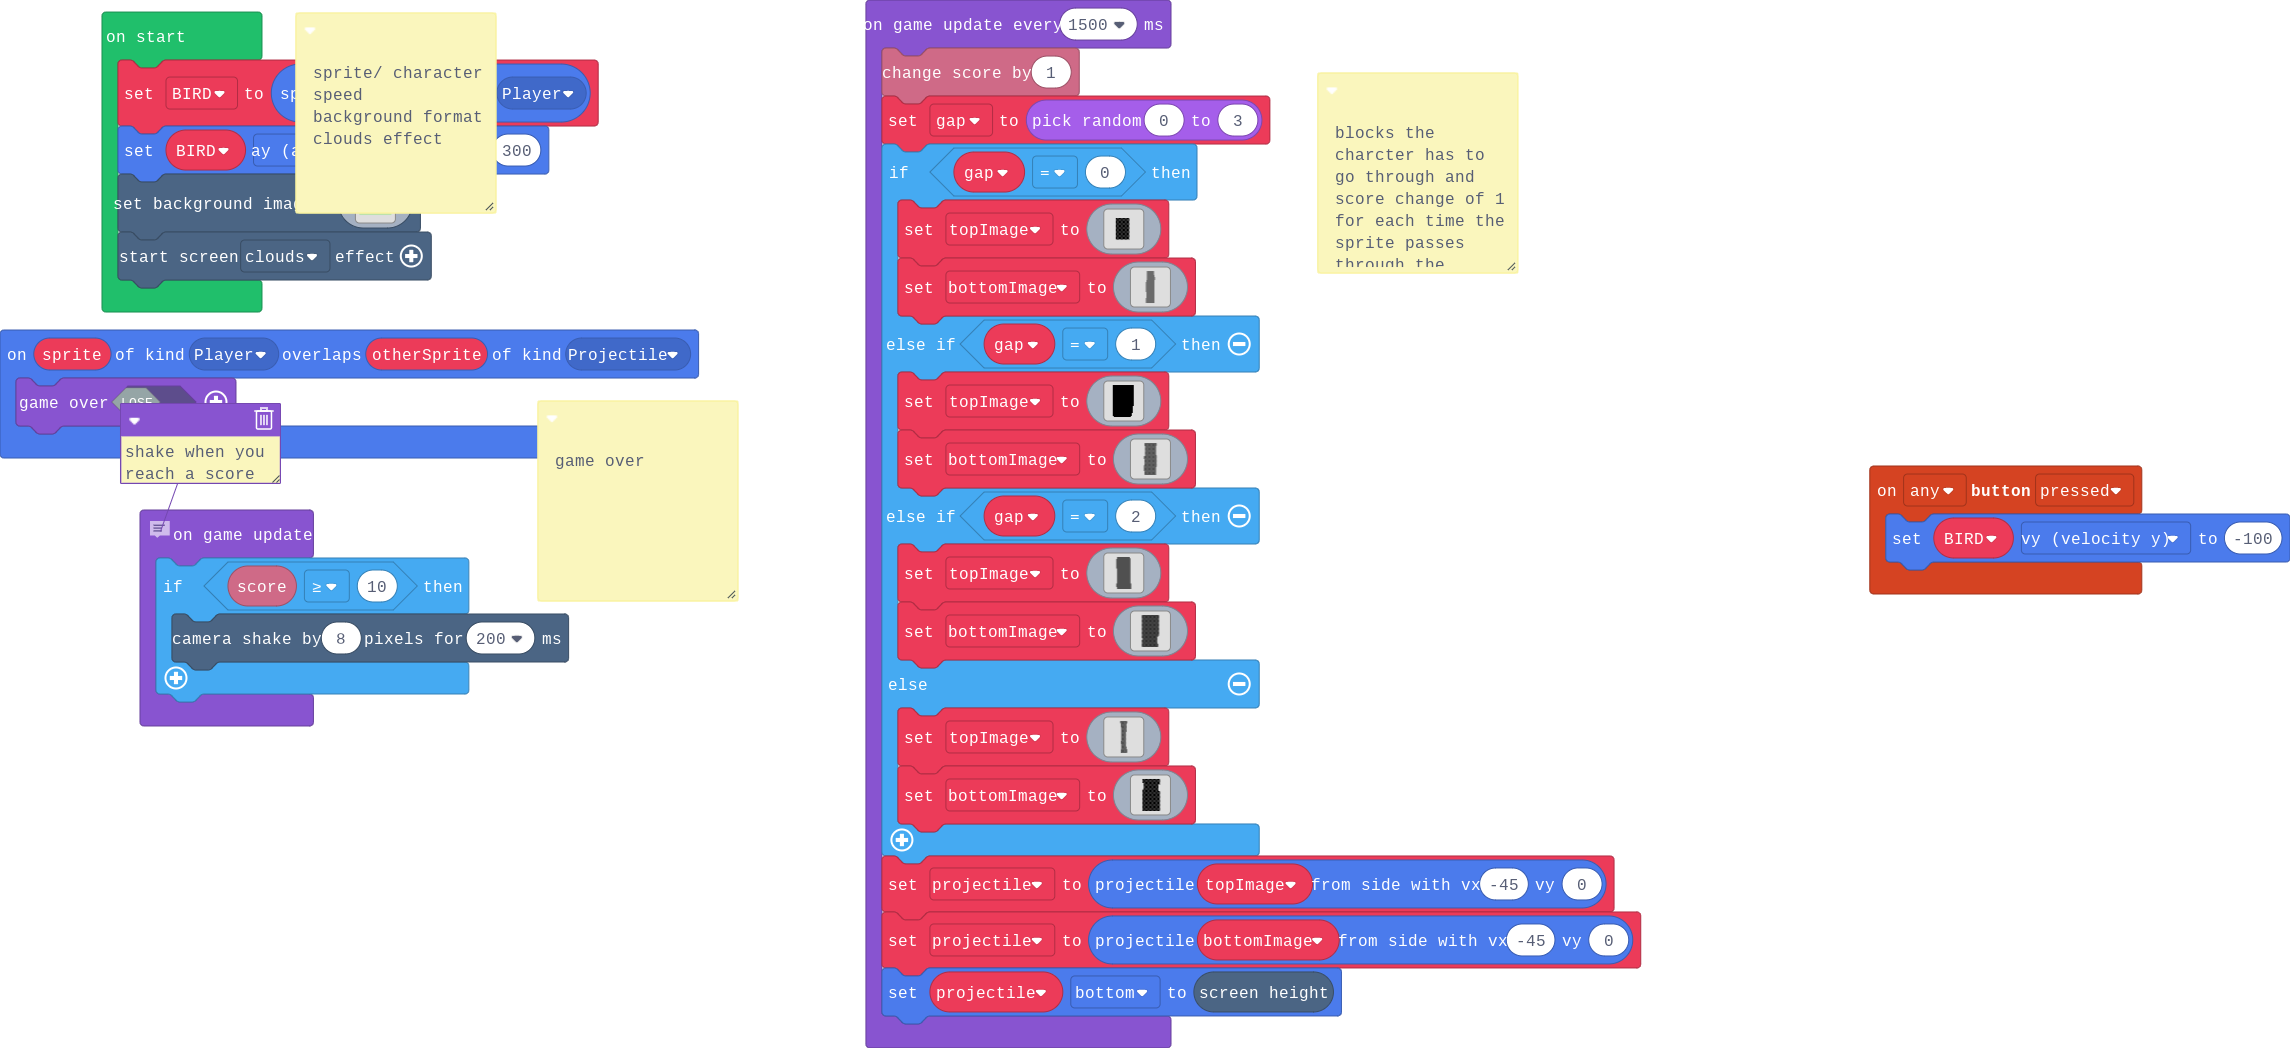 on start
set BIRD to sp Player
set BIRD ay (a 300
set background ima
start screen clouds effect
sprite/ character
speed
background format
clouds effect
on sprite of kind Player overlaps otherSprite of kind Projectile
game over LOSE
shake when you
reach a score
game over
on game update
if score ≥ 10 then
camera shake by 8 pixels for 200 ms
on game update every 1500 ms
change score by 1
set gap to pick random 0 to 3
if gap = 0 then
set topImage to
set bottomImage to
else if gap = 1 then
set topImage to
set bottomImage to
else if gap = 2 then
set topImage to
set bottomImage to
else
set topImage to
set bottomImage to
set projectile to projectile topImage from side with vx -45 vy 0
set projectile to projectile bottomImage from side with vx -45 vy 0
set projectile bottom to screen height
blocks the
charcter has to
go through and
score change of 1
for each time the
sprite passes
through the
on any button pressed
set BIRD vy (velocity y) to -100